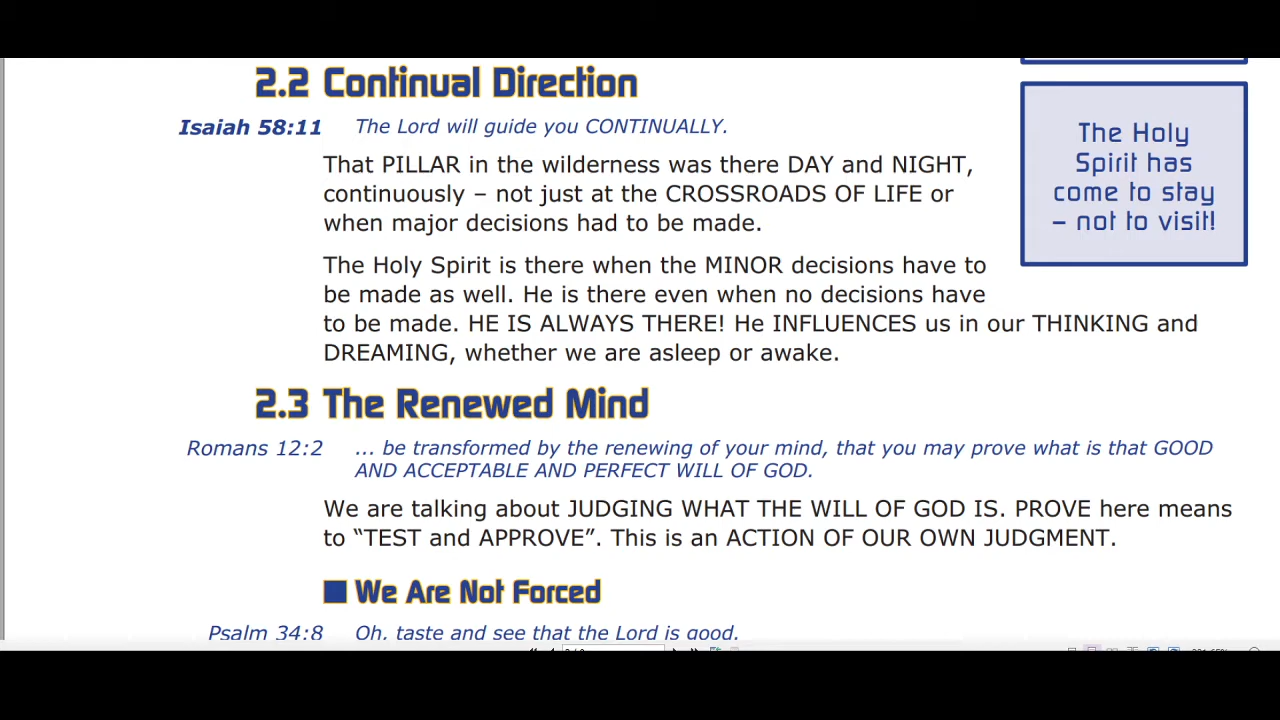 2.2 Continual Direction
Isaiah 58:11 The Lord will guide you CONTINUALLY.
That PILLAR in the wilderness was there DAY and NIGHT,
continuously – not just at the CROSSROADS OF LIFE or
when major decisions had to be made.
The Holy Spirit is there when the MINOR decisions have to
be made as well. He is there even when no decisions have
to be made. HE IS ALWAYS THERE! He INFLUENCES us in our THINKING and
DREAMING, whether we are asleep or awake.
The Holy
Spirit has
come to stay
– not to visit!
2.3 The Renewed Mind
Romans 12:2 ... be transformed by the renewing of your mind, that you may prove what is that GOOD
AND ACCEPTABLE AND PERFECT WILL OF GOD.
We are talking about JUDGING WHAT THE WILL OF GOD IS. PROVE here means
to “TEST and APPROVE”. This is an ACTION OF OUR OWN JUDGMENT.
■ We Are Not Forced
Psalm 34:8 Oh, taste and see that the Lord is good.